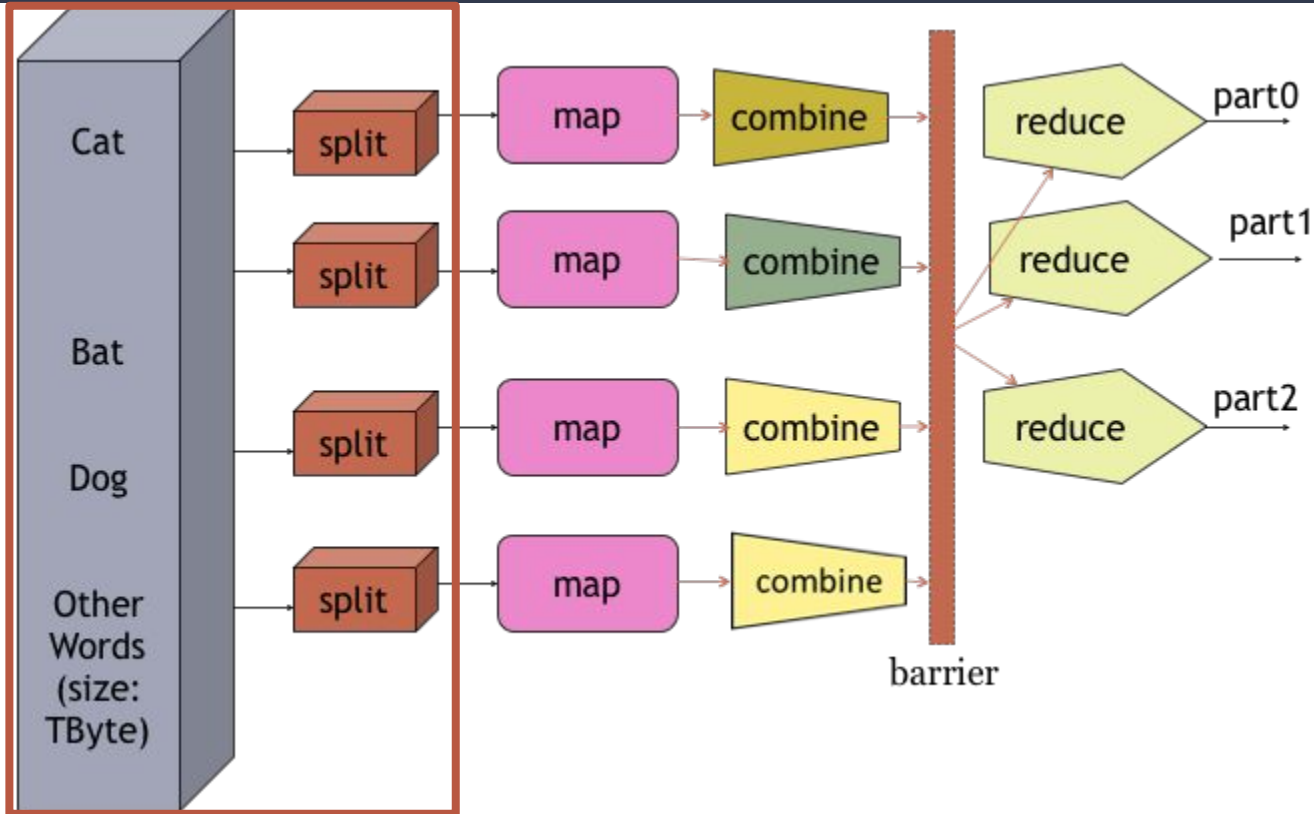 Cat
Bat
Dog
Other
Words
(size:
TByte)
split
split
split
split
map
map
map
map
combine
combine
combine
combine
barrier
reduce
reduce
reduce
part0
part1
part2